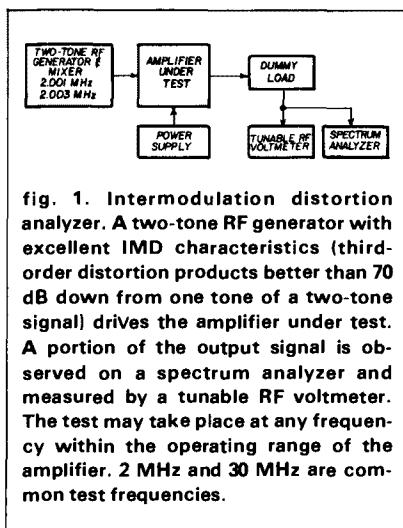 TWO-TONE RF
GENERATOR &
MIXER
2.001 MHz
2.003 MHz
AMPLIFIER
UNDER
TEST
DUMMY
LOAD
POWER
SUPPLY
TUNABLE RF
VOLTMETER
SPECTRUM
ANALYZER
fig. 1. Intermodulation distortion
analyzer. A two-tone RF generator with
excellent IMD characteristics (third-
order distortion products better than 70
dB down from one tone of a two-tone
signal) drives the amplifier under test.
A portion of the output signal is ob-
served on a spectrum analyzer and
measured by a tunable RF voltmeter.
The test may take place at any frequen-
cy within the operating range of the
amplifier. 2 MHz and 30 MHz are com-
mon test frequencies.